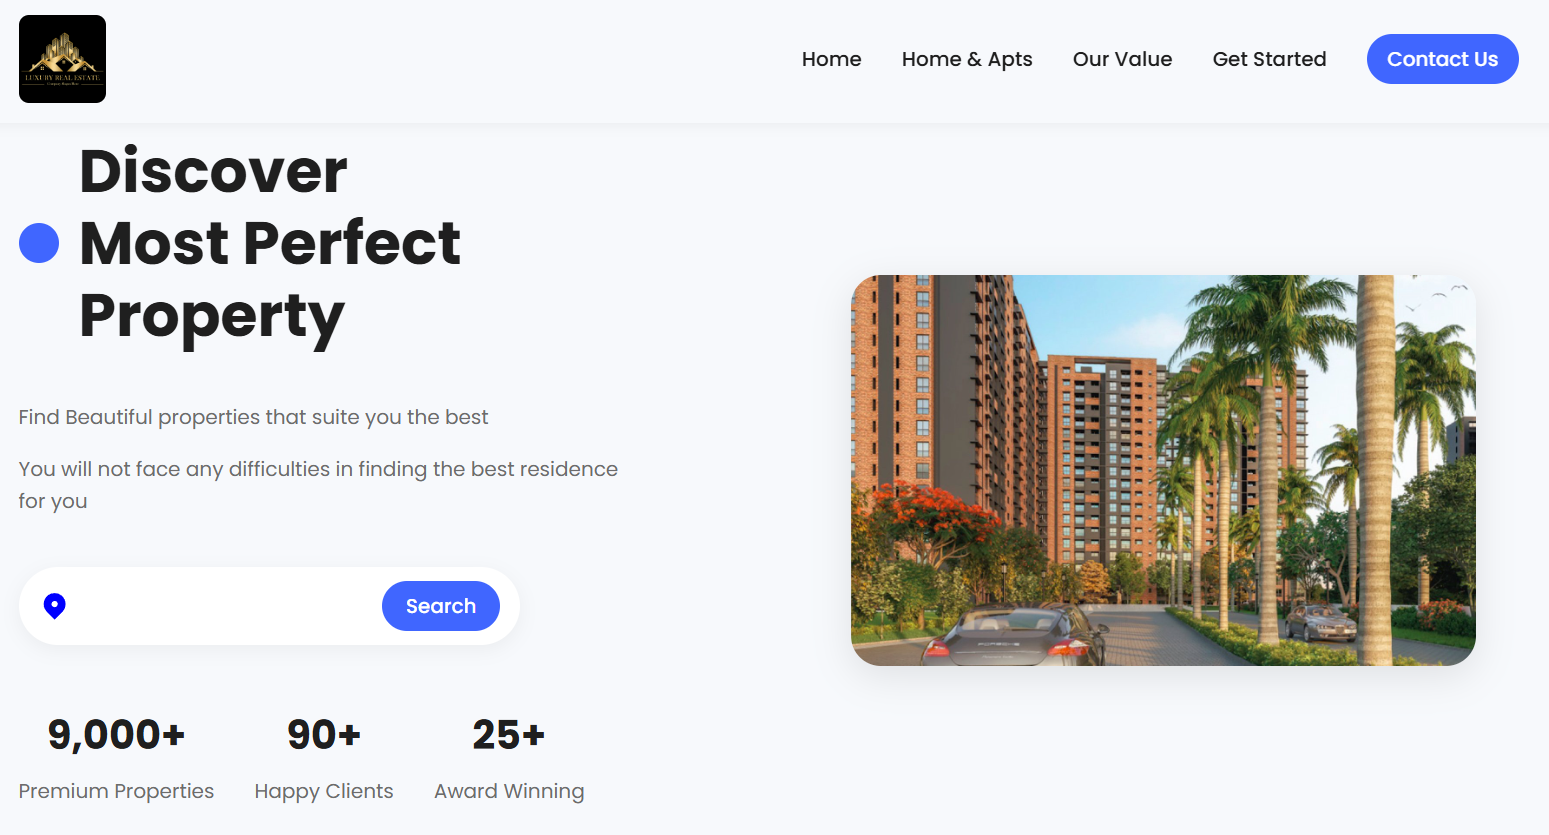 LUXURY REAL ESTATE
Home
Home & Apts
Our Value
Get Started
Contact Us
Discover
Most Perfect
Property
Find Beautiful properties that suite you the best
You will not face any difficulties in finding the best residence
for you
Search
PORSCHE
9,000+
90+
25+
Premium Properties
Happy Clients
Award Winning